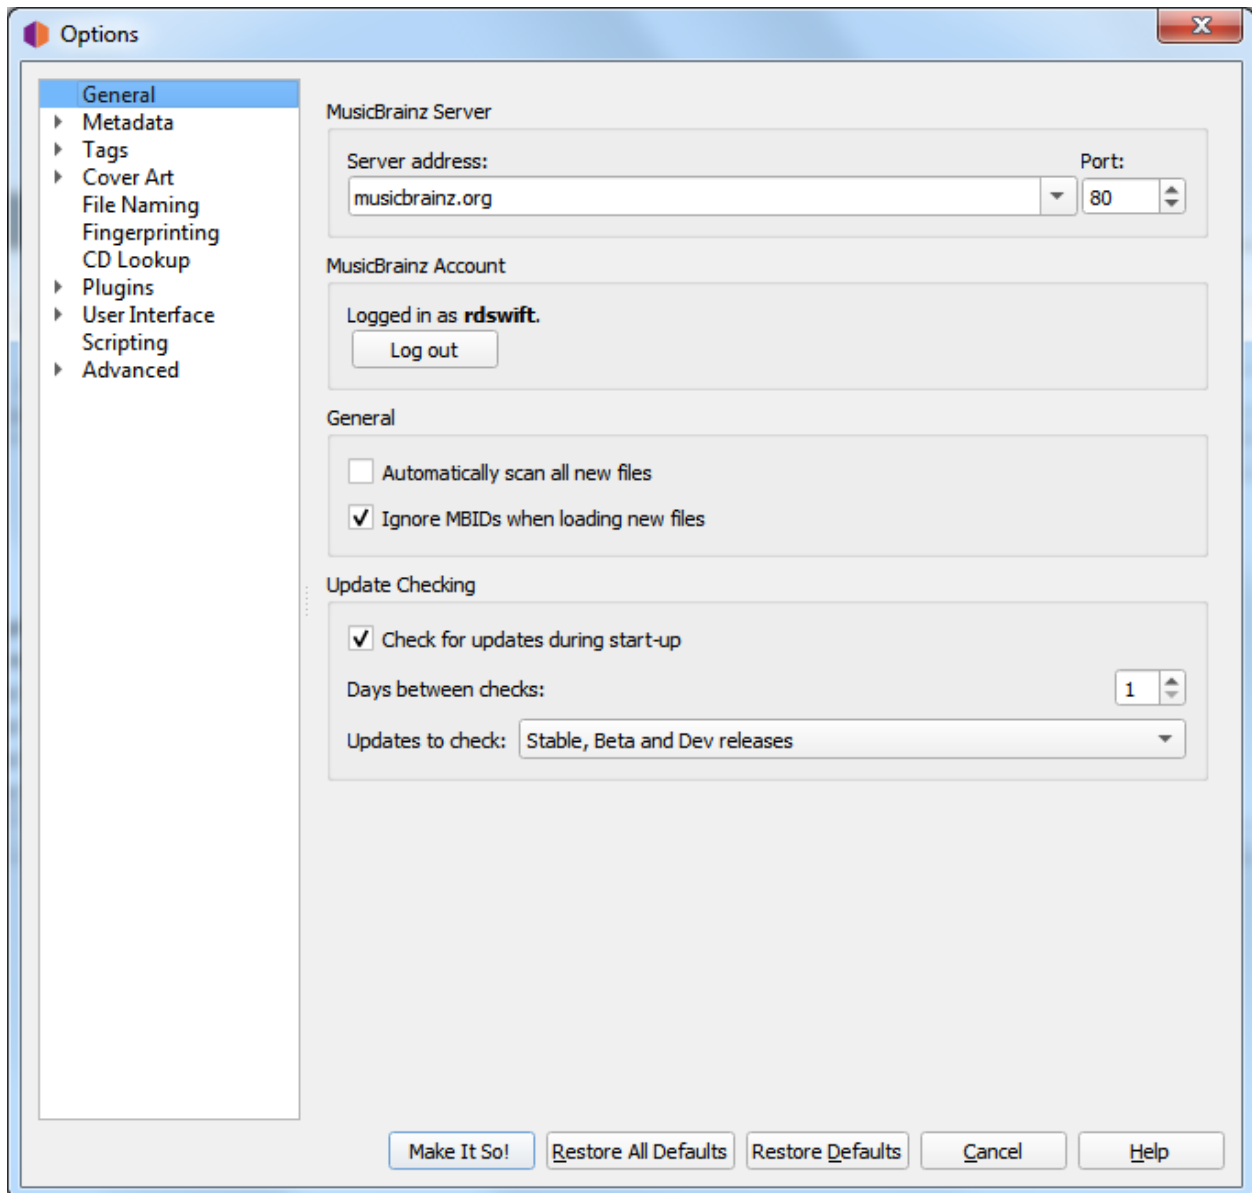 Options
General
Metadata
Tags
Cover Art
File Naming
Fingerprinting
CD Lookup
Plugins
User Interface
Scripting
Advanced
MusicBrainz Server
Server address: Port:
musicbrainz.org 80
MusicBrainz Account
Logged in as rdswift.
Log out
General
Automatically scan all new files
Ignore MBIDs when loading new files
Update Checking
Check for updates during start-up
Days between checks: 1
Updates to check: Stable, Beta and Dev releases
Make It So! Restore All Defaults Restore Defaults Cancel Help